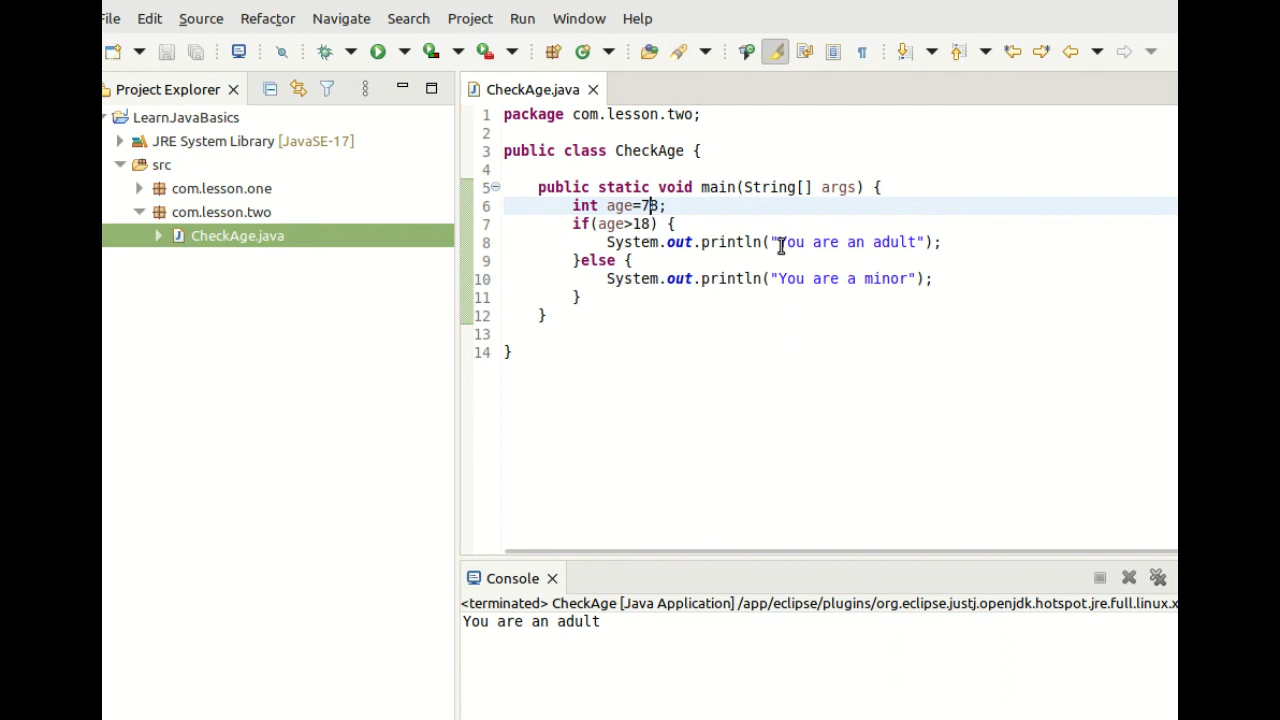 File Edit Source Refactor Navigate Search Project Run Window Help
Project Explorer
CheckAge.java
LearnJavaBasics
JRE System Library [JavaSE-17]
src
com.lesson.one
com.lesson.two
CheckAge.java
1 package com.lesson.two;
2
3 public class CheckAge {
4
5 public static void main(String[] args) {
6 int age=78;
7 if(age>18) {
8 System.out.println("You are an adult");
9 }else {
10 System.out.println("You are a minor");
11 }
12 }
13
14 }
Console
<terminated> CheckAge [Java Application] /app/eclipse/plugins/org.eclipse.justj.openjdk.hotspot.jre.full.linux.x
You are an adult